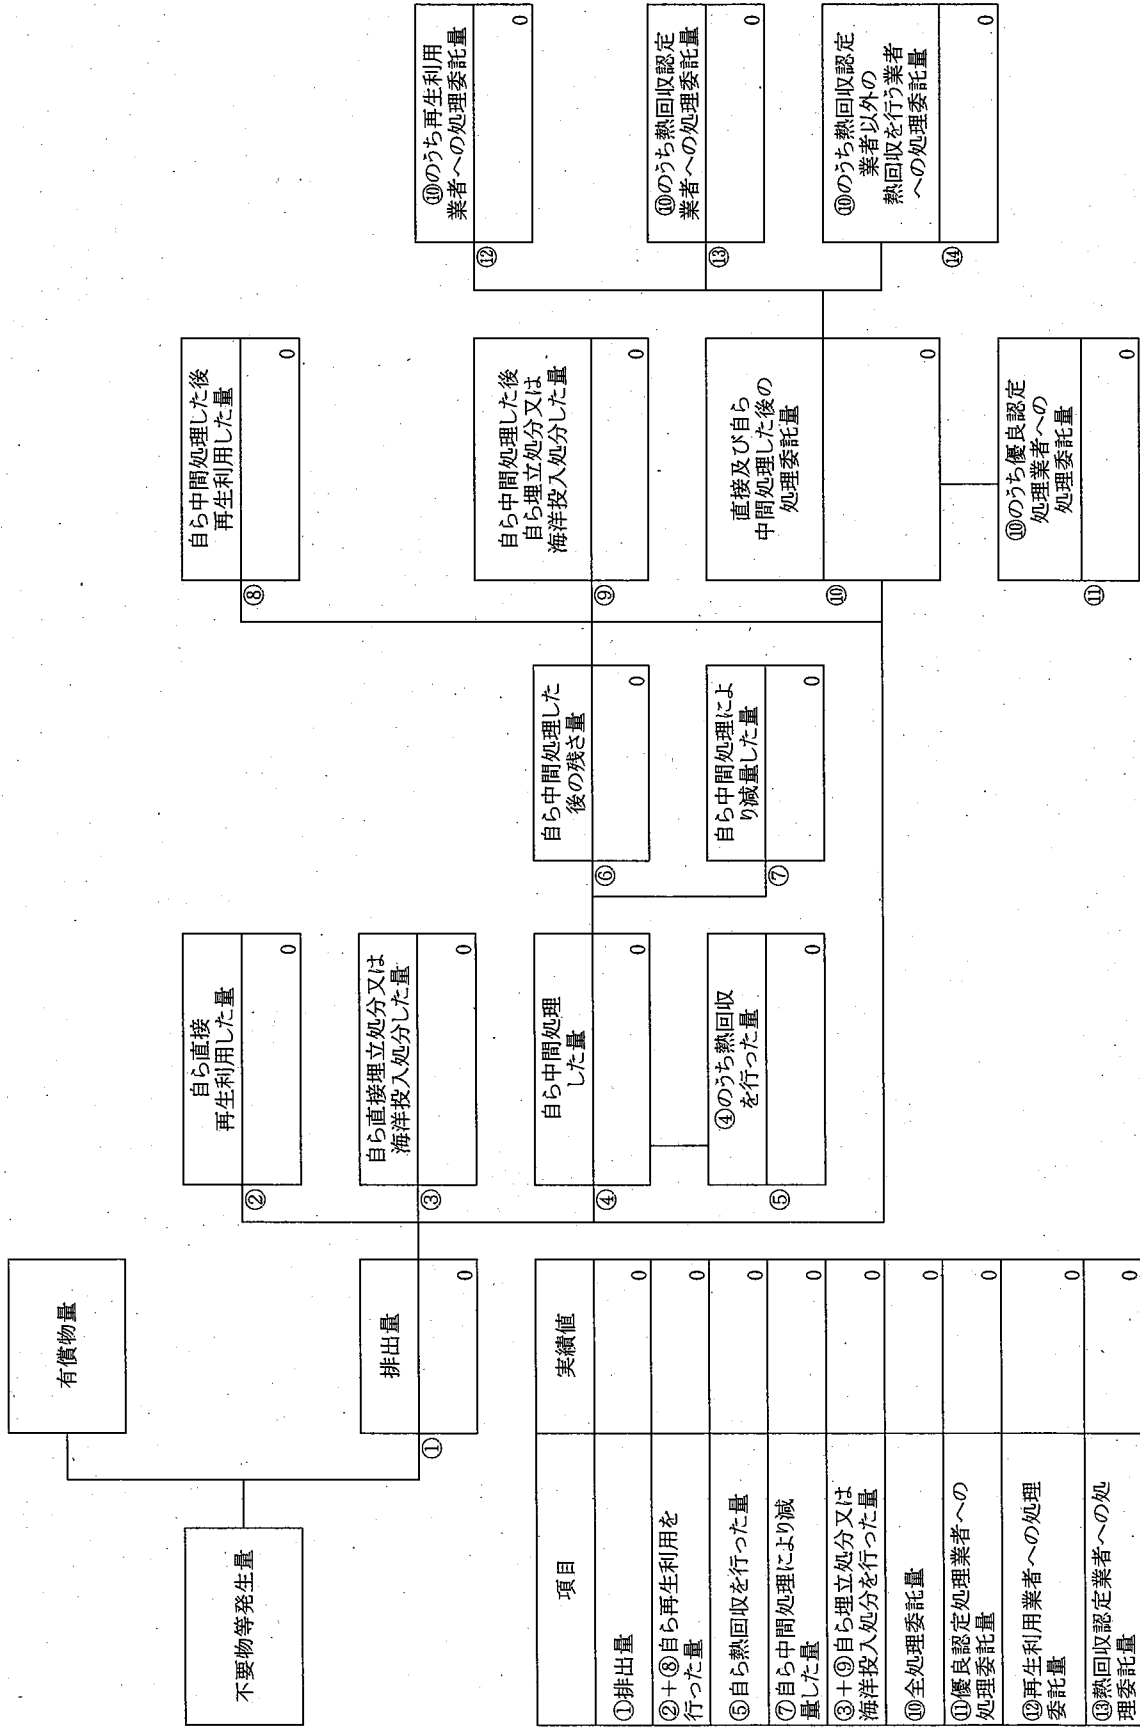 不要物等発生量
有償物量
①
排出量
0
②
自ら直接
再生利用した量
0
③
自ら直接埋立処分又は
海洋投入処分した量
0
④
自ら中間処理
した量
0
⑤
④のうち熱回収
を行った量
0
⑥
自ら中間処理した
後の残さ量
0
⑦
自ら中間処理によ
り減量した量
0
⑧
自ら中間処理した後
再生利用した量
0
⑨
自ら中間処理した後
自ら埋立処分又は
海洋投入処分した量
0
⑩
直接及び自ら
中間処理した後の
処理委託量
0
⑪
⑩のうち優良認定
処理業者への
処理委託量
0
⑫
⑩のうち再生利用
業者への処理委託量
0
⑬
⑩のうち熱回収認定
業者への処理委託量
0
⑭
⑩のうち熱回収認定
業者以外の
熱回収を行う業者
への処理委託量
0
項目
実績値
①排出量
0
②+⑧自ら再生利用を
行った量
0
⑤自ら熱回収を行った量
0
⑦自ら中間処理により減
量した量
0
③+⑨自ら埋立処分又は
海洋投入処分を行った量
0
⑩全処理委託量
0
⑪優良認定処理業者への
処理委託量
0
⑫再生利用業者への処理
委託量
0
⑬熱回収認定業者への処
理委託量
0